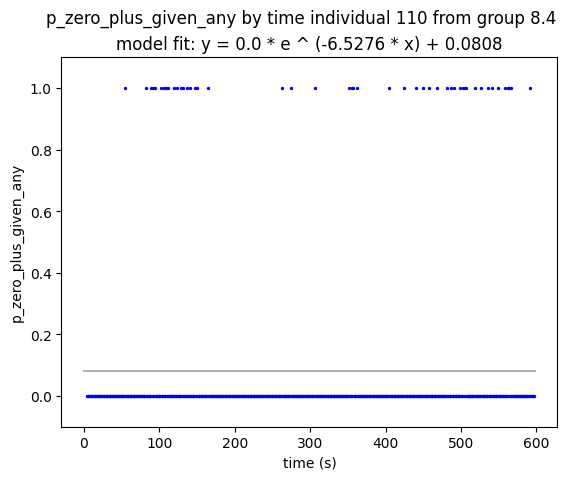 p_zero_plus_given_any by time individual 110 from group 8.4
model fit: y = 0.0 * e ^ (-6.5276 * x) + 0.0808
1.0
0.8
0.6
0.4
0.2
0.0
p_zero_plus_given_any
0 100 200 300 400 500 600
time (s)